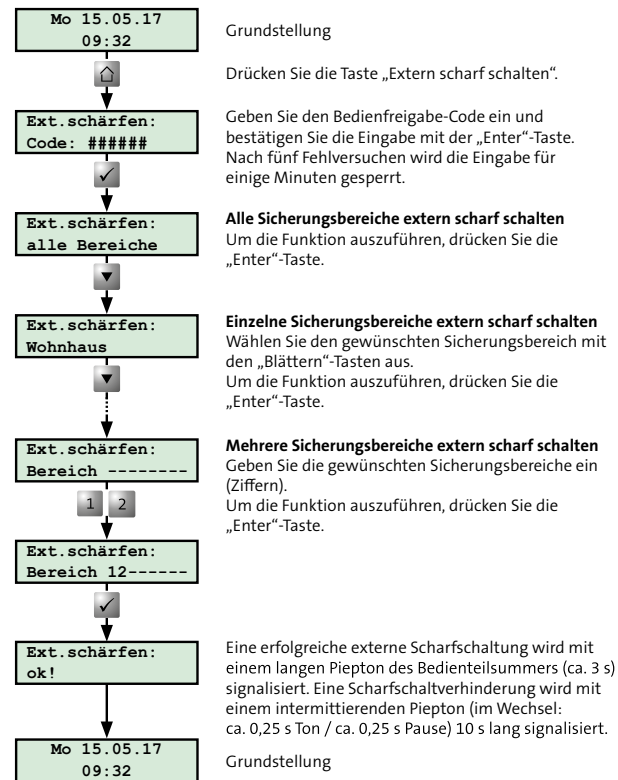 Mo 15.05.17
09:32
Grundstellung
Drücken Sie die Taste „Extern scharf schalten“.
Ext.schärfen:
Code: ######
Geben Sie den Bedienfreigabe-Code ein und
bestätigen Sie die Eingabe mit der „Enter“-Taste.
Nach fünf Fehlversuchen wird die Eingabe für
einige Minuten gesperrt.
Ext.schärfen:
alle Bereiche
Alle Sicherungsbereiche extern scharf schalten
Um die Funktion auszuführen, drücken Sie die
„Enter“-Taste.
Ext.schärfen:
Wohnhaus
Einzelne Sicherungsbereiche extern scharf schalten
Wählen Sie den gewünschten Sicherungsbereich mit
den „Blättern“-Tasten aus.
Um die Funktion auszuführen, drücken Sie die
„Enter“-Taste.
Ext.schärfen:
Bereich --------
Mehrere Sicherungsbereiche extern scharf schalten
Geben Sie die gewünschten Sicherungsbereiche ein
(Ziffern).
Um die Funktion auszuführen, drücken Sie die
„Enter“-Taste.
1 2
Ext.schärfen:
Bereich 12------
Ext.schärfen:
ok!
Eine erfolgreiche externe Scharfschaltung wird mit
einem langen Piepton des Bedienteilsummers (ca. 3 s)
signalisiert. Eine Scharfschaltverhinderung wird mit
einem intermittierenden Piepton (im Wechsel:
ca. 0,25 s Ton / ca. 0,25 s Pause) 10 s lang signalisiert.
Mo 15.05.17
09:32
Grundstellung